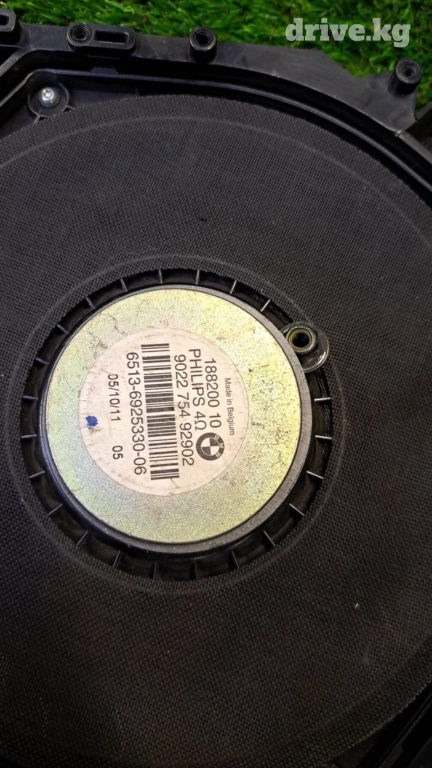 drive.kg
Made in Belgium
188200 10
PHILIPS 4Ω
9022 754 92902
6513-6925330-06
05/10/11 05